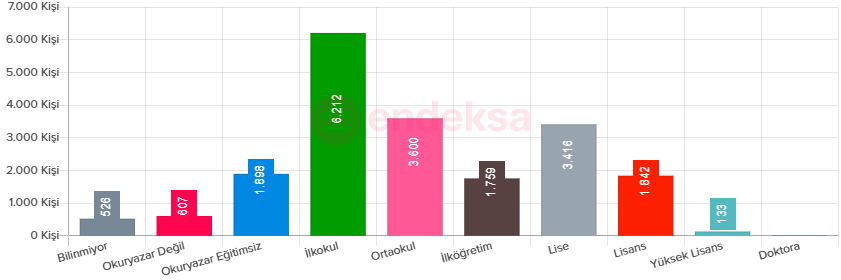 7.000 Kişi
6.000 Kişi
5.000 Kişi
4.000 Kişi
3.000 Kişi
2.000 Kişi
1.000 Kişi
0 Kişi
endeksa
526
607
1.898
6.212
3.600
1.759
3.416
1.842
133
Bilinmiyor
Okuryazar Değil
Okuryazar Eğitimsiz
İlkokul
Ortaokul
İlköğretim
Lise
Lisans
Yüksek Lisans
Doktora